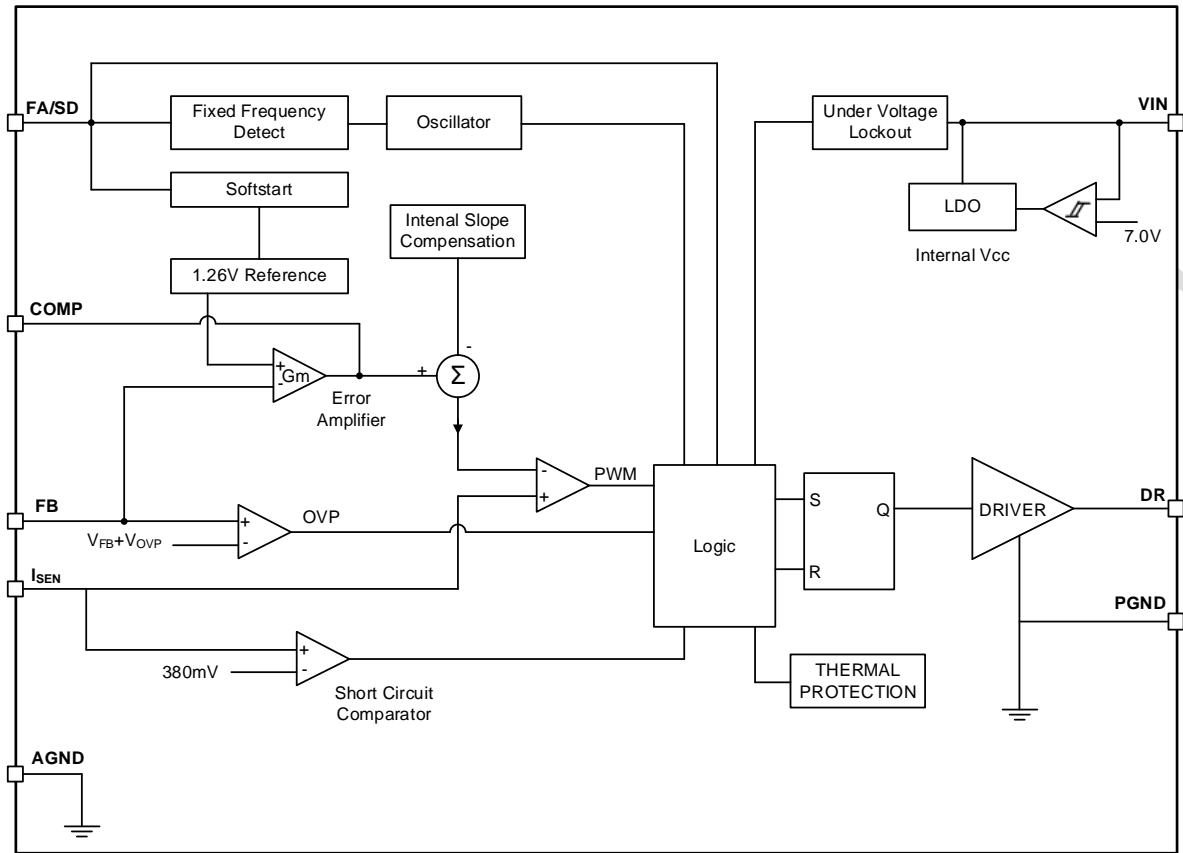 FA/SD
Fixed Frequency
Detect
Oscillator
Under Voltage
Lockout
VIN
Softstart
LDO
Intenal Slope
Compensation
7.0V
Internal Vcc
1.26V Reference
COMP
-
+
-
Gm
+
Σ
Error
Amplifier
-
+
PWM
FB
+
-
OVP
VFB+VOVP
S
Q
R
DRIVER
DR
Logic
ISEN
PGND
+
-
380mV
Short Circuit
Comparator
THERMAL
PROTECTION
AGND